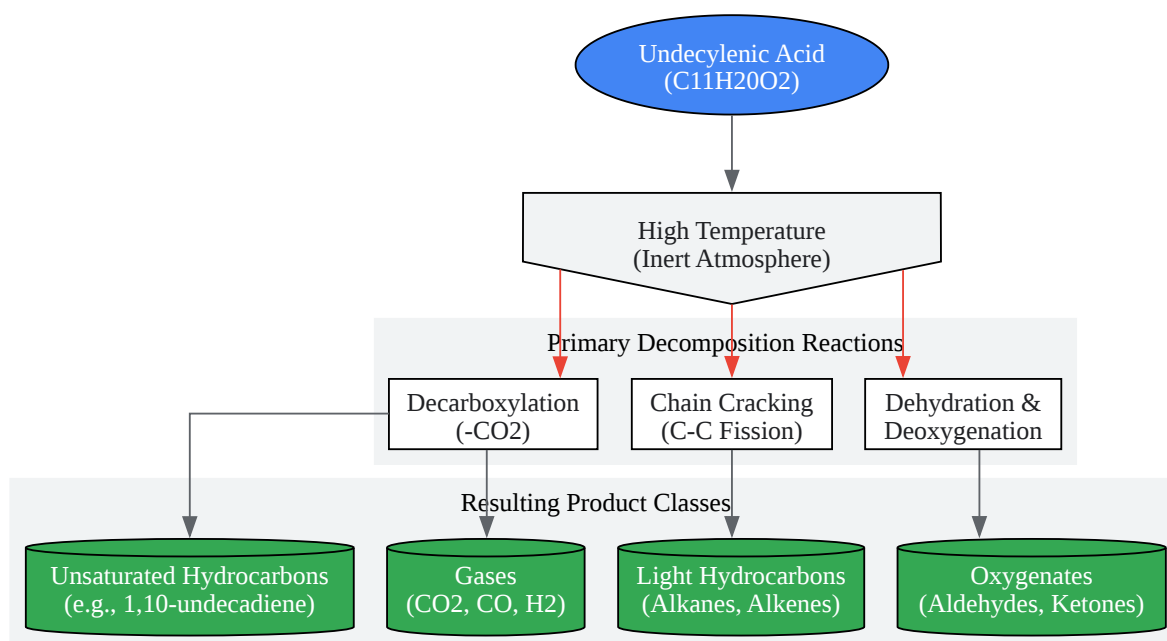 Undecylenic Acid
(C11H20O2)
High Temperature
(Inert Atmosphere)
Primary Decomposition Reactions
Decarboxylation
(-CO2)
Chain Cracking
(C-C Fission)
Dehydration &
Deoxygenation
Resulting Product Classes
Unsaturated Hydrocarbons
(e.g., 1,10-undecadiene)
Gases
(CO2, CO, H2)
Light Hydrocarbons
(Alkanes, Alkenes)
Oxygenates
(Aldehydes, Ketones)